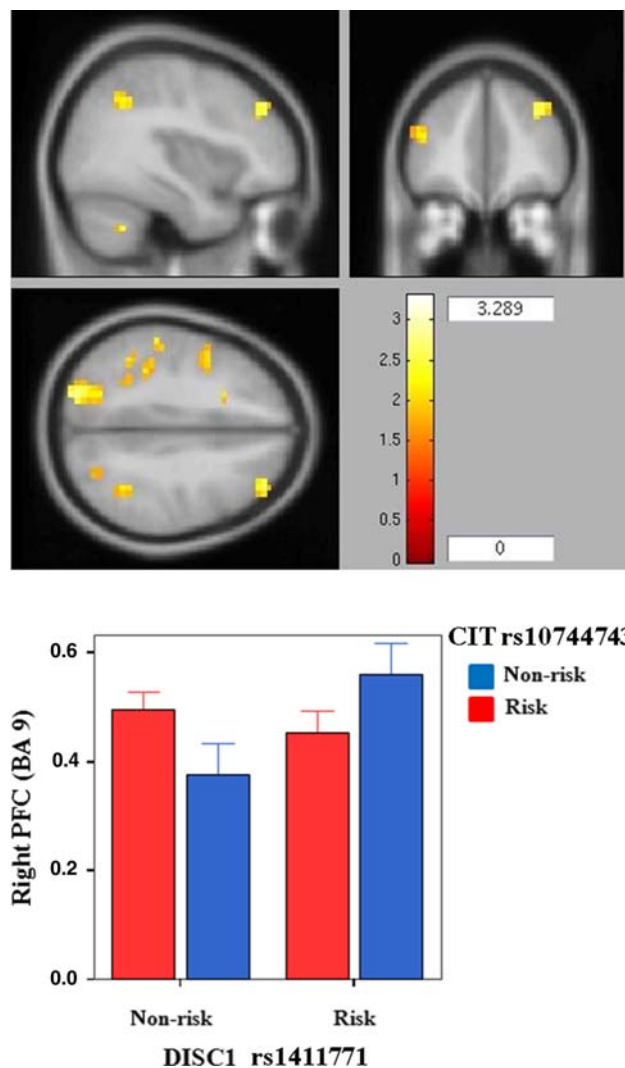 3
2.5
2
1.5
1
0.5
0
3.289
0
CIT rs10744743
Non-risk
Risk
0.6
0.4
0.2
0.0
Right PFC (BA 9)
Non-risk
Risk
DISC1 rs1411771